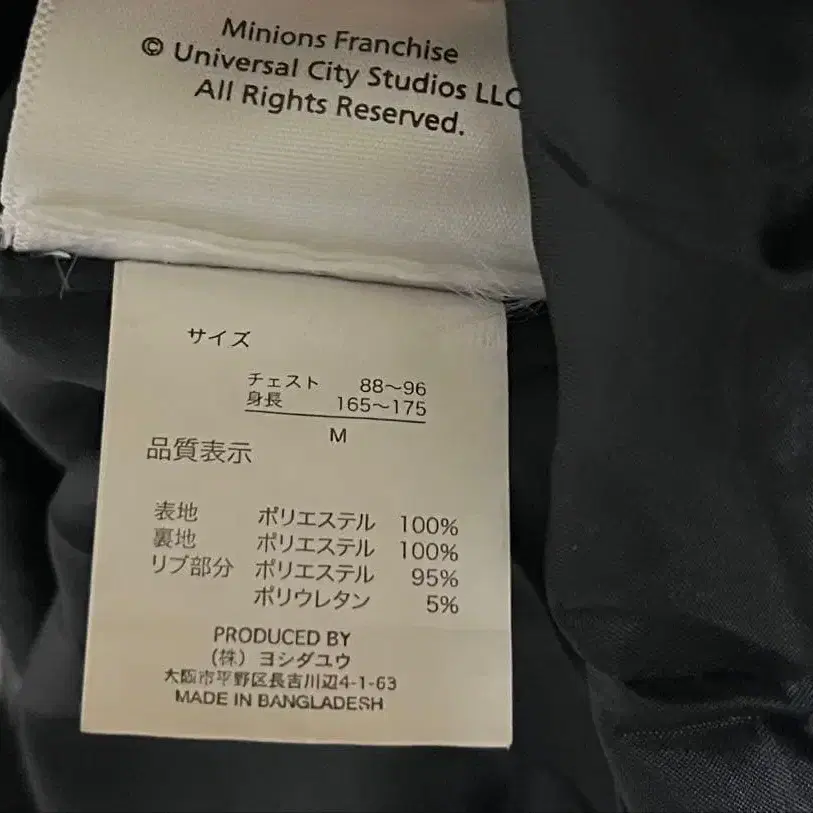 Minions Franchise
© Universal City Studios LLC
All Rights Reserved.
サイズ
チェスト 88〜96
身長 165〜175
M
品質表示
表地 ポリエステル 100%
裏地 ポリエステル 100%
リブ部分 ポリエステル 95%
ポリウレタン 5%
PRODUCED BY
(株) ヨシダユウ
大阪市平野区長吉川辺4-1-63
MADE IN BANGLADESH